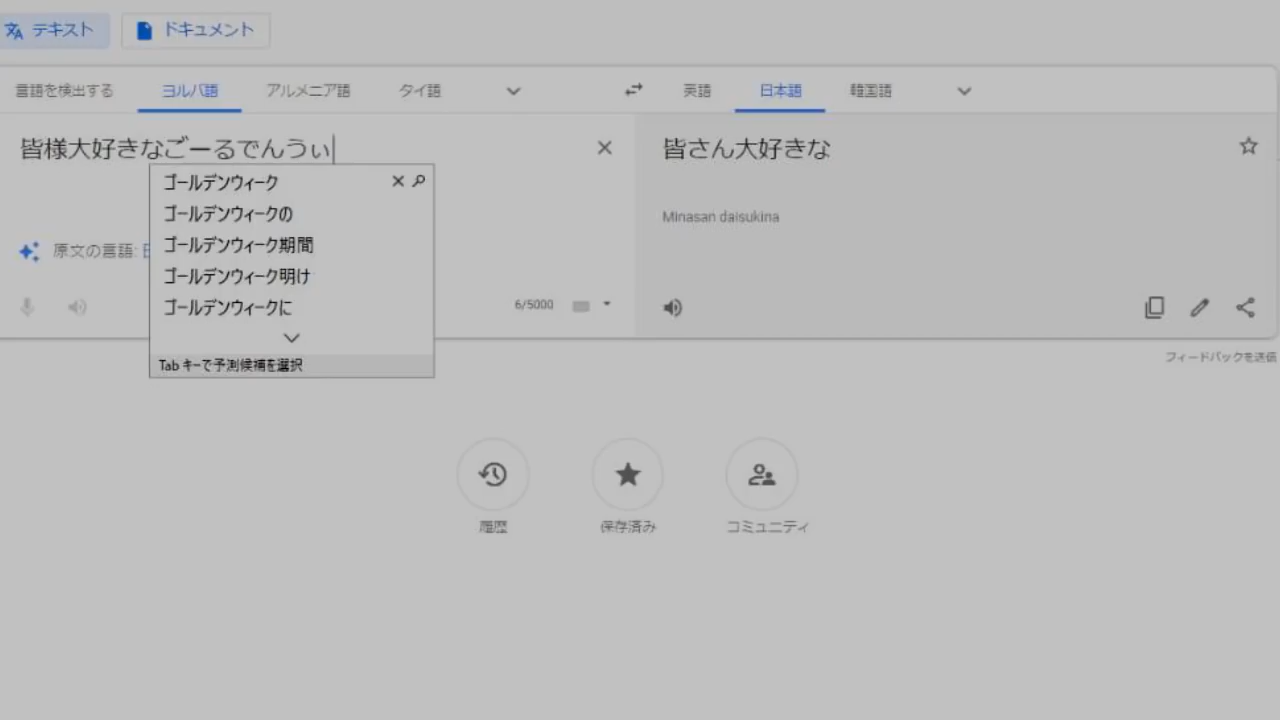 テキスト ドキュメント
言語を検出する ヨルバ語 アルメニア語 タイ語 英語 日本語 韓国語
皆様大好きなごーるでんうぃ
皆さん大好きな
ゴールデンウィーク
ゴールデンウィークの
Minasan daisukina
ゴールデンウィーク期間
原文の言語:
ゴールデンウィーク明け
ゴールデンウィークに
6/5000
Tab キーで予測候補を選択
フィードバックを送信
履歴 保存済み コミュニティ